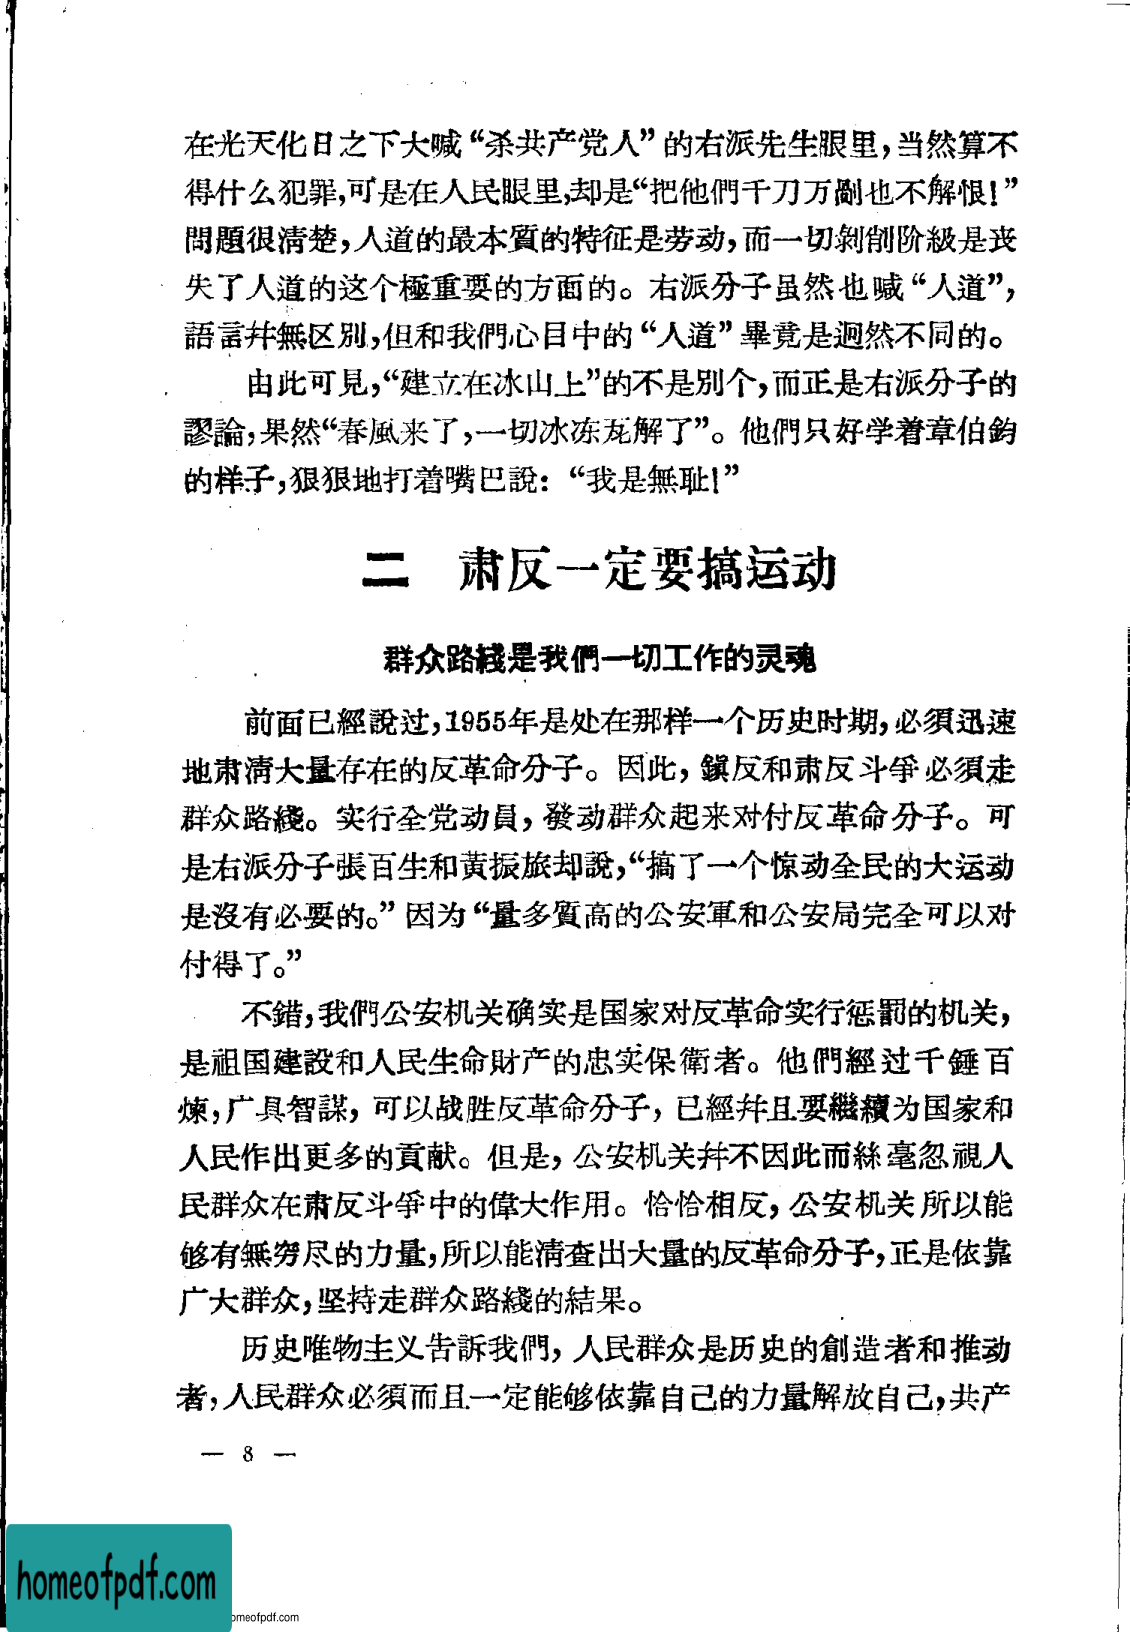 在光天化日之下大喊“杀共产党人”的右派先生眼里，当然算不
得什么犯罪，可是在人民眼里，却是“把他們千刀万剮也不解恨！”
問題很清楚，人道的最本質的特征是劳动，而一切剝削阶級是丧
失了人道的这个極重要的方面的。右派分子虽然也喊“人道”，
語言幷無区別，但和我們心目中的“人道”畢竟是迥然不同的。
由此可見，“建立在冰山上”的不是別个，而正是右派分子的
謬論，果然“春風来了，一切冰冻瓦解了”。他們只好学着章伯鈞
的样子，狠狠地打着嘴巴說：“我是無耻！”
二 肃反一定要搞运动
群众路綫是我們一切工作的灵魂
前面已經說过，1955年是处在那样一个历史时期，必須迅速
地肃清大量存在的反革命分子。因此，鎭反和肃反斗爭必須走
群众路綫。实行全党动員，發动群众起来对付反革命分子。可
是右派分子張百生和黄振旅却說，“搞了一个惊动全民的大运动
是沒有必要的。”因为“量多質高的公安軍和公安局完全可以对
付得了。”
不錯，我們公安机关确实是国家对反革命实行惩罰的机关，
是祖国建設和人民生命財产的忠实保衛者。他們經过千錘百
煉，广具智謀，可以战胜反革命分子，已經幷且要繼續为国家和
人民作出更多的貢献。但是，公安机关幷不因此而絲毫忽視人
民群众在肃反斗爭中的偉大作用。恰恰相反，公安机关所以能
够有無穷尽的力量，所以能清查出大量的反革命分子，正是依靠
广大群众，坚持走群众路綫的結果。
历史唯物主义告訴我們，人民群众是历史的創造者和推动
者，人民群众必須而且一定能够依靠自己的力量解放自己，共产
— 8 —
homeofpdf.com
omeofpdf.com